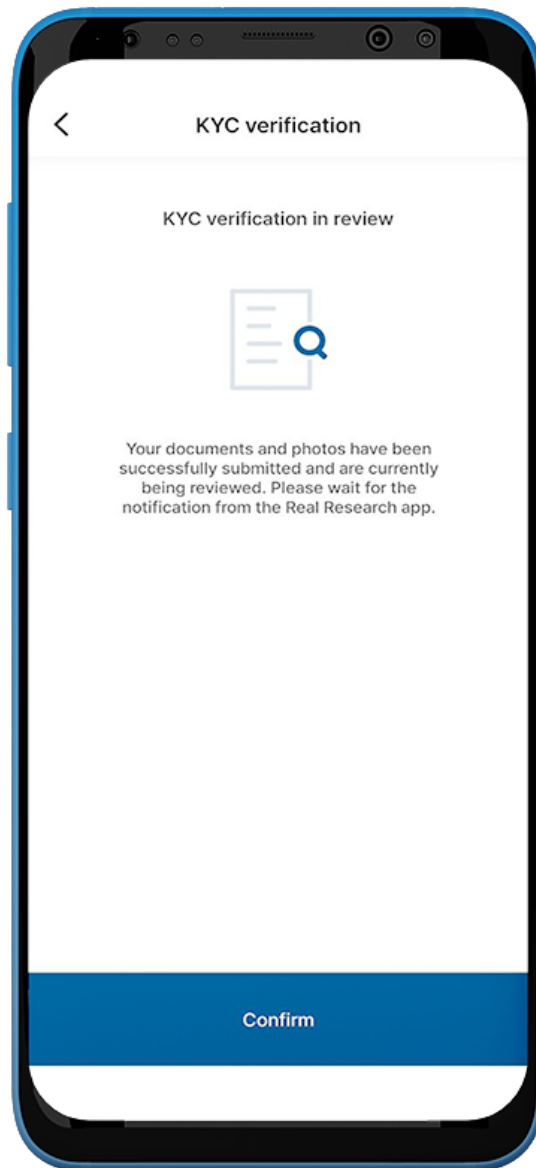 KYC verification
KYC verification in review
Your documents and photos have been
successfully submitted and are currently
being reviewed. Please wait for the
notification from the Real Research app.
Confirm